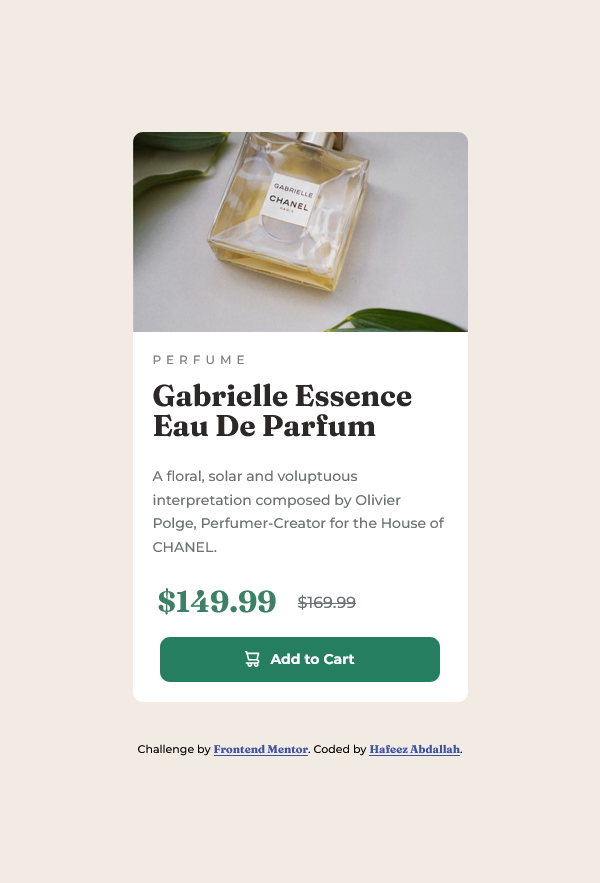 GABRIELLE
CHANEL
PARIS
PERFUME
Gabrielle Essence
Eau De Parfum
A floral, solar and voluptuous
interpretation composed by Olivier
Polge, Perfumer-Creator for the House of
CHANEL.
$149.99 $169.99
Add to Cart
Challenge by Frontend Mentor. Coded by Hafeez Abdallah.